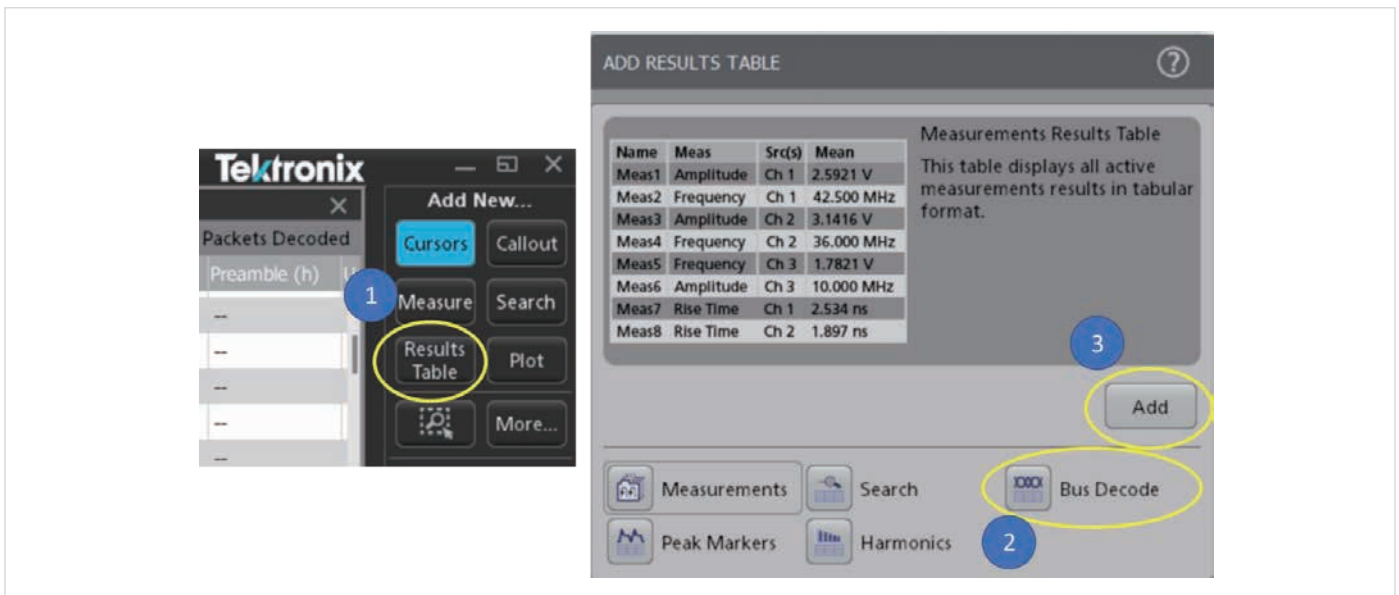 Tektronix
Add New...
Packets Decoded
Cursors
Callout
Preamble (h)
1
Measure
Search
--
--
Results
Table
Plot
--
--
More...
--
ADD RESULTS TABLE
?
Name Meas Src(s) Mean
Meas1 Amplitude Ch 1 2.5921 V
Meas2 Frequency Ch 1 42.500 MHz
Meas3 Amplitude Ch 2 3.1416 V
Meas4 Frequency Ch 2 36.000 MHz
Meas5 Frequency Ch 3 1.7821 V
Meas6 Amplitude Ch 3 10.000 MHz
Meas7 Rise Time Ch 1 2.534 ns
Meas8 Rise Time Ch 2 1.897 ns
Measurements Results Table
This table displays all active
measurements results in tabular
format.
3
Add
Measurements
Search
Bus Decode
Peak Markers
Harmonics
2